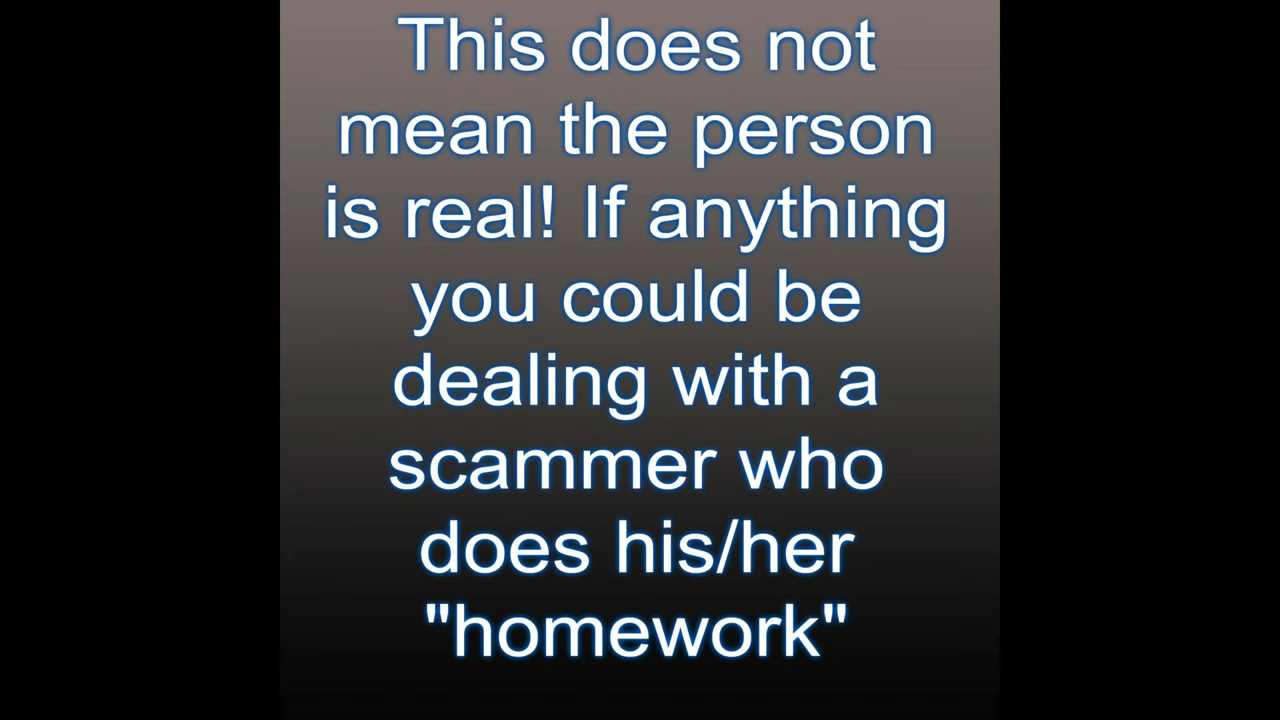 This does not
mean the person
is real! If anything
you could be
dealing with a
scammer who
does his/her
"homework"